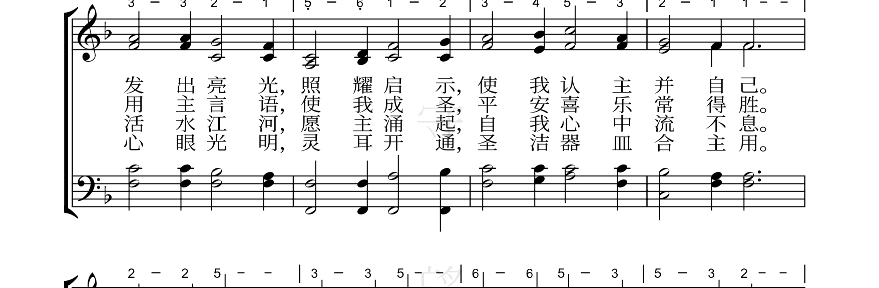 3 – 3 2 – 1 | 5 – 6 1 – 2 | 3 – 4 5 – 3 | 2 – 1 1 – –
发 出 亮 光, 照 耀 启 示, 使 我 认 主 并 自 己。
用 主 言 语, 使 我 成 圣, 平 安 喜 乐 常 得 胜。
活 水 江 河, 愿 主 涌 起, 自 我 心 中 流 不 息。
心 眼 光 明, 灵 耳 开 通, 圣 洁 器 皿 合 主 用。
2 – 2 5 – – | 3 – 3 5 – – | 6 – 6 5 – 3 | 5 – 3 2 – –